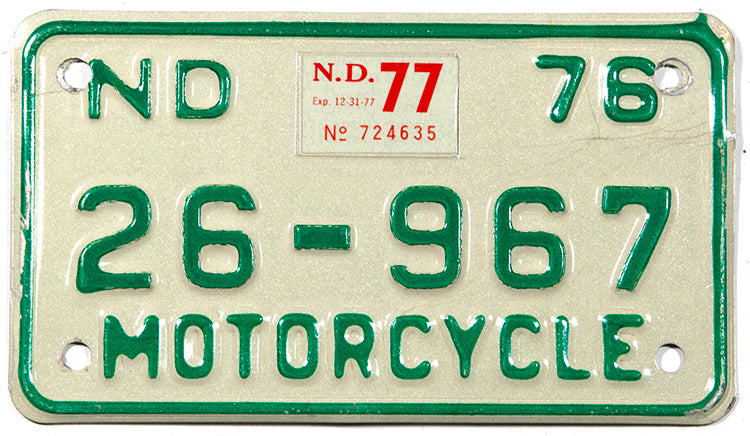 ND 76
N.D. 77
Exp. 12-31-77
Nº 724635
26-967
MOTORCYCLE